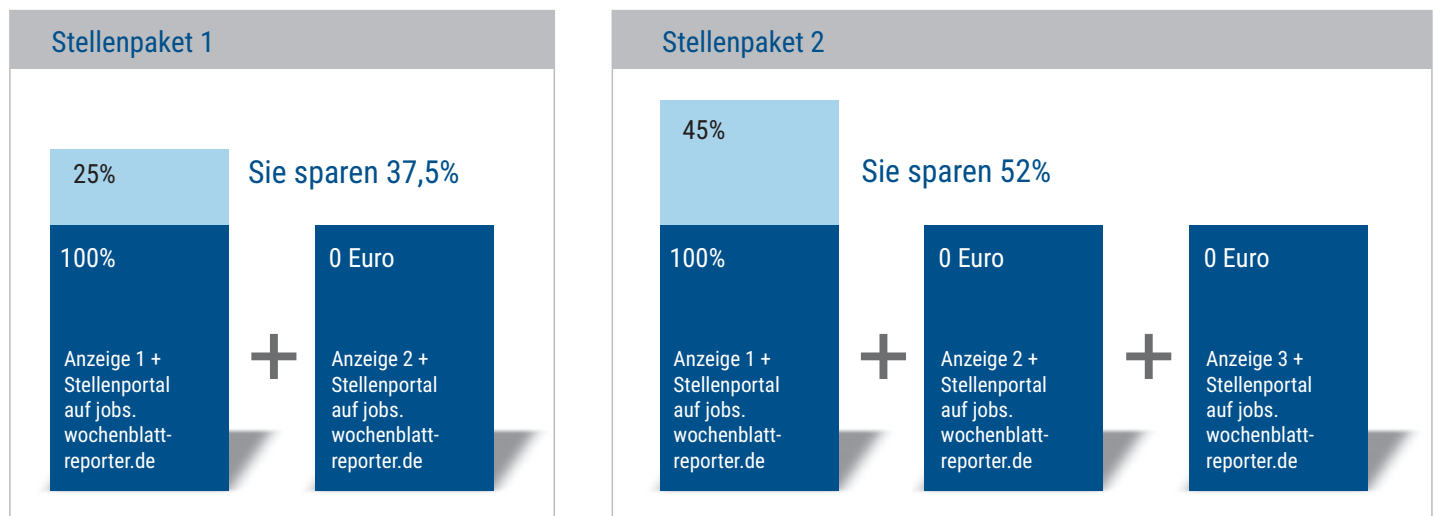 Stellenpaket 1
25%
Sie sparen 37,5%
100%
Anzeige 1 +
Stellenportal
auf jobs.
wochenblatt-
reporter.de
+
0 Euro
Anzeige 2 +
Stellenportal
auf jobs.
wochenblatt-
reporter.de
Stellenpaket 2
45%
Sie sparen 52%
100%
Anzeige 1 +
Stellenportal
auf jobs.
wochenblatt-
reporter.de
+
0 Euro
Anzeige 2 +
Stellenportal
auf jobs.
wochenblatt-
reporter.de
+
0 Euro
Anzeige 3 +
Stellenportal
auf jobs.
wochenblatt-
reporter.de